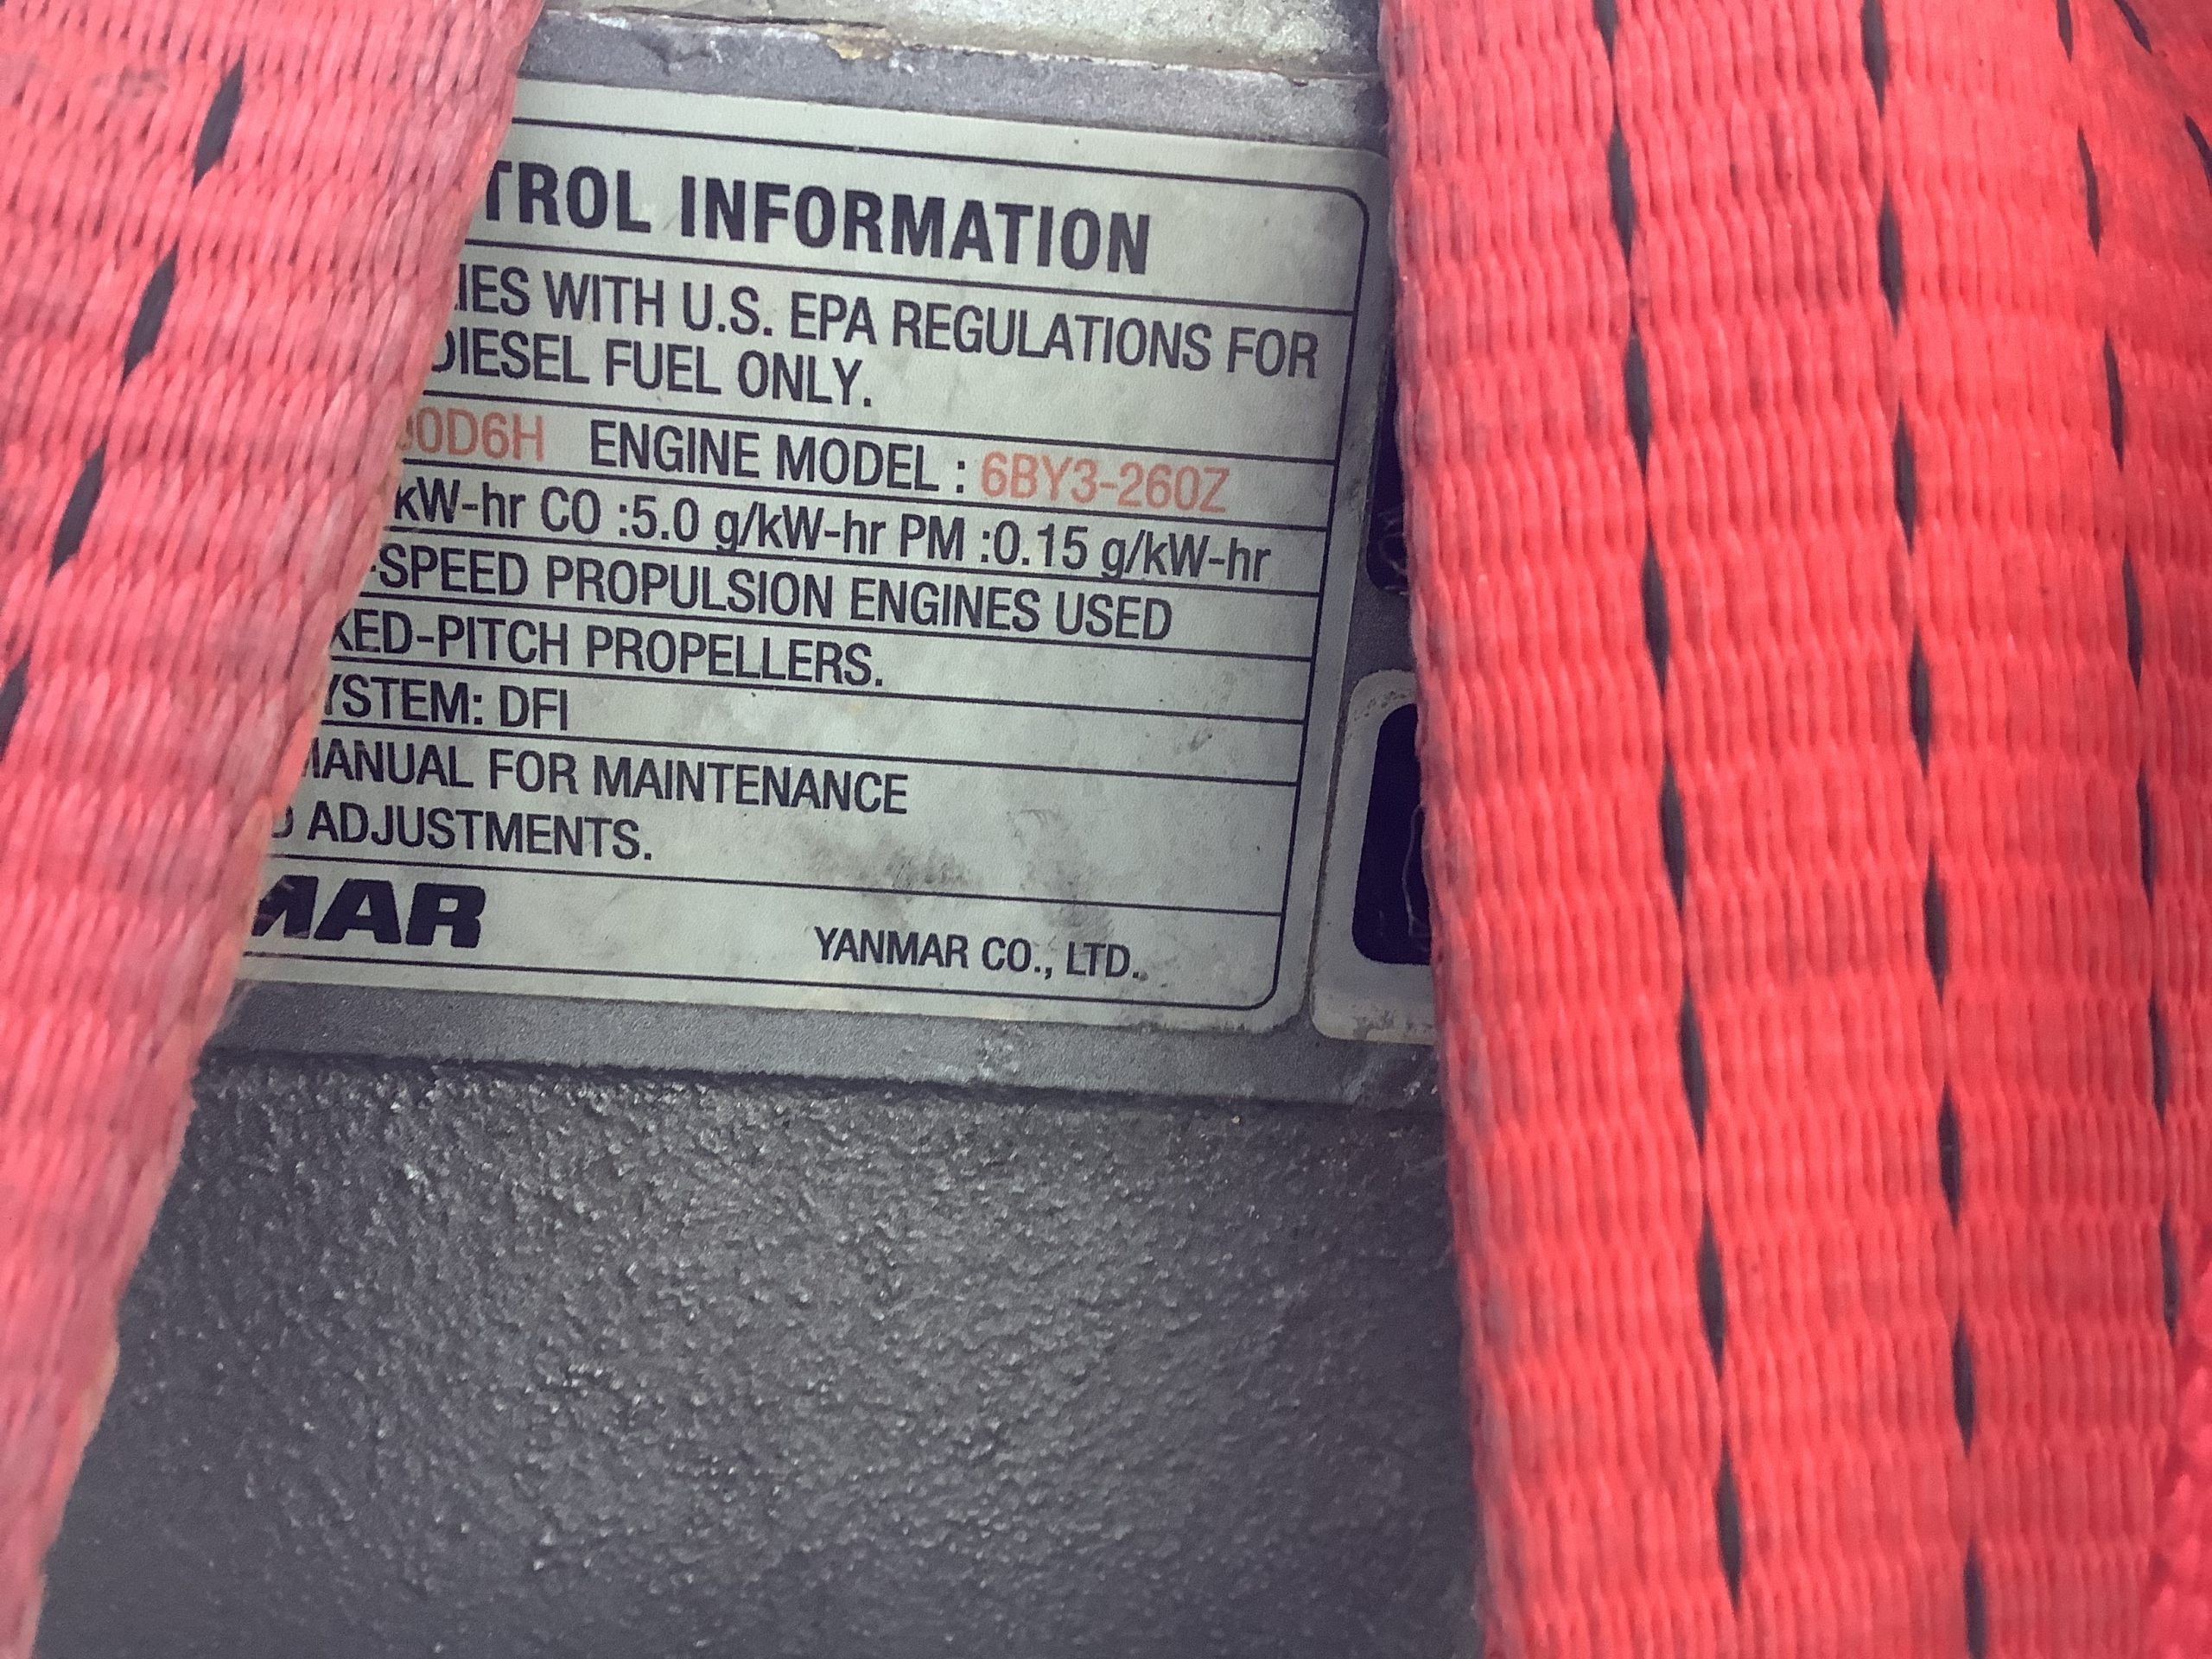 TROL INFORMATION
IES WITH U.S. EPA REGULATIONS FOR
DIESEL FUEL ONLY.
0D6H ENGINE MODEL : 6BY3-260Z
kW-hr CO :5.0 g/kW-hr PM :0.15 g/kW-hr
-SPEED PROPULSION ENGINES USED
XED-PITCH PROPELLERS.
YSTEM: DFI
MANUAL FOR MAINTENANCE
ADJUSTMENTS.
MAR
YANMAR CO., LTD.